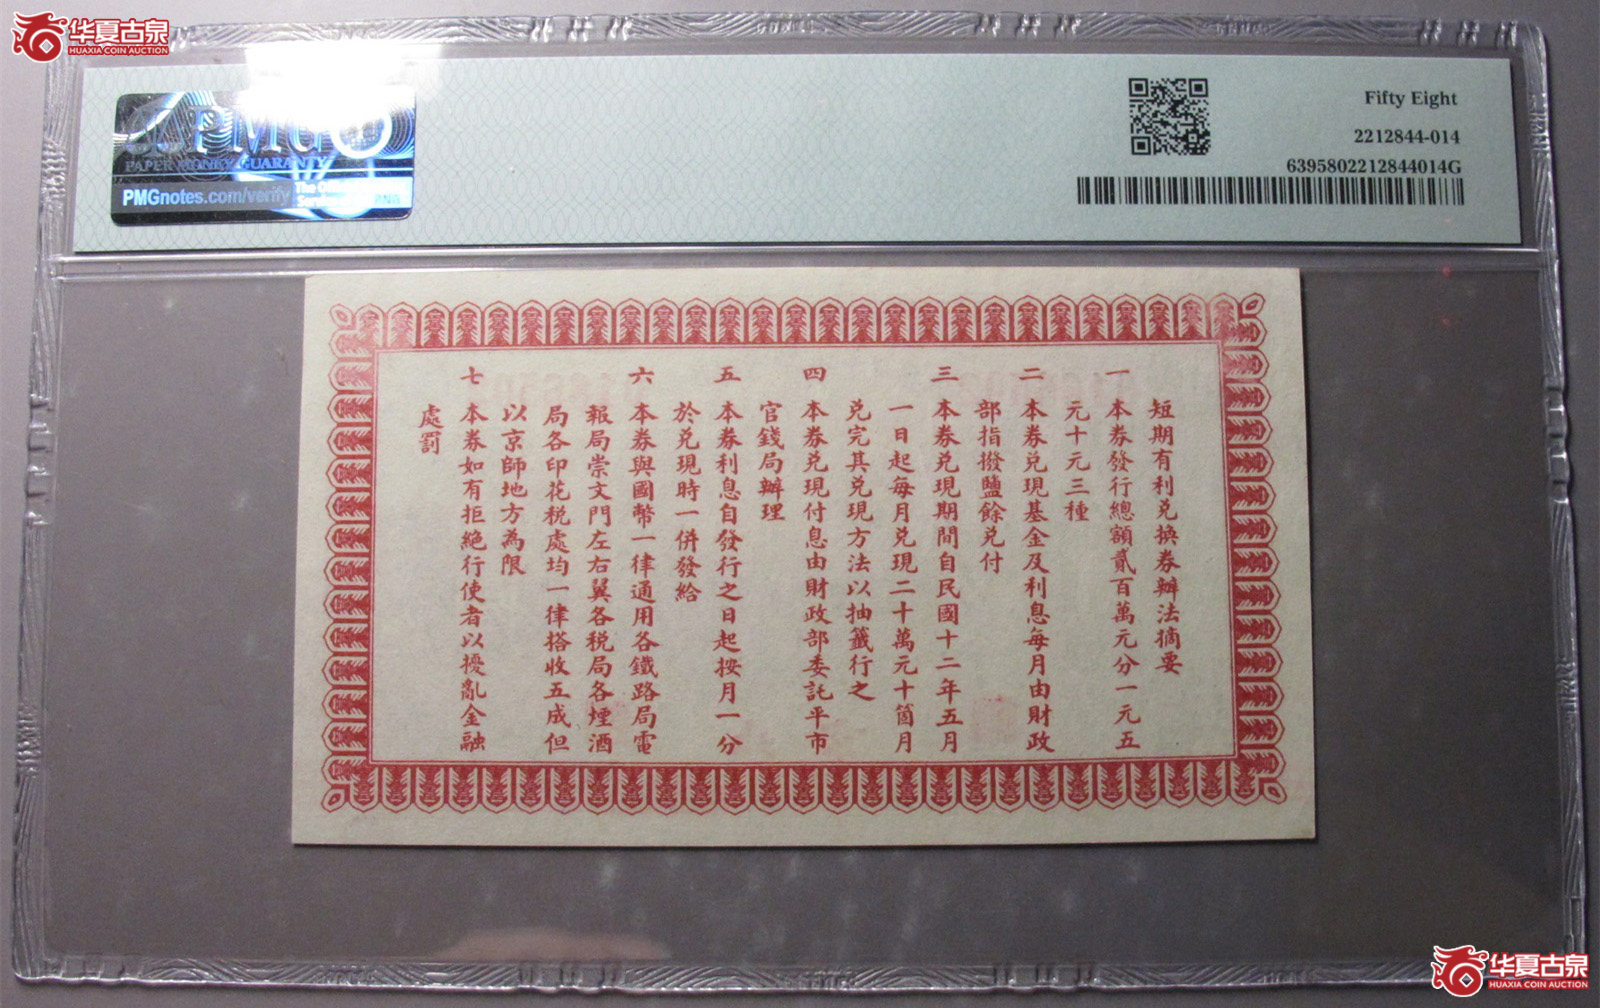 华夏古泉
HUAXIA COIN AUCTION
PMG
PAPER MONEY GUARANTY
PMGnotes.com/verify
Fifty Eight
2212844-014
6395802212844014G
短期有利兌換券辦法摘要
一 本券發行總額貳百萬元分一元五
元十元三種
二 本券兌現基金及利息每月由財政
部指撥鹽餘兌付
三 本券兌現期間自民國十二年五月
一日起每月兌現二十萬元十箇月
兌完其兌現方法以抽籤行之
四 本券兌現付息由財政部委託平市
官錢局辦理
五 本券利息自發行之日起按月一分
於兌現時一併發給
六 本券與國幣一律通用各鐵路局電
報局崇文門左右翼各税局各煙酒
局各印花税處均一律搭收五成但
以京師地方為限
七 本券如有拒絕行使者以擾亂金融
處罰
华夏古泉
HUAXIA COIN AUCTION